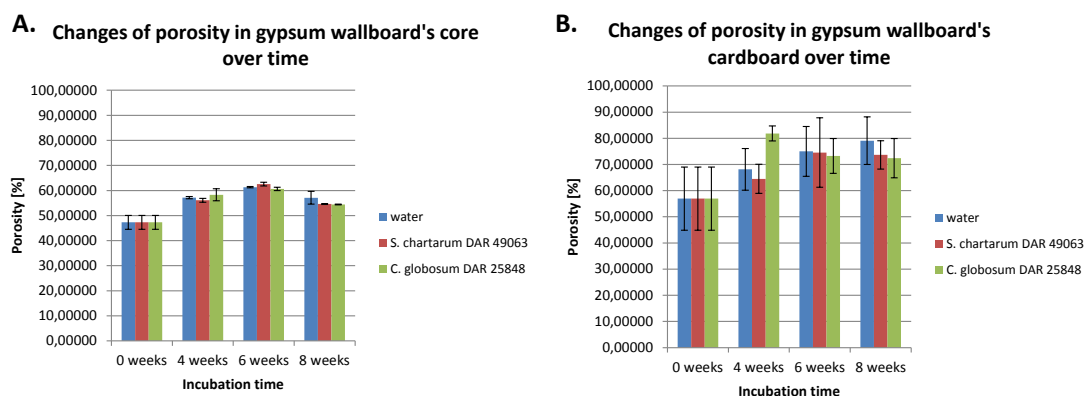 A.
Changes of porosity in gypsum wallboard's core
over time
100,00000
90,00000
80,00000
70,00000
60,00000
50,00000
40,00000
30,00000
20,00000
10,00000
0,00000
Porosity [%]
0 weeks 4 weeks 6 weeks 8 weeks
Incubation time
water
S. chartarum DAR 49063
C. globosum DAR 25848
B.
Changes of porosity in gypsum wallboard's
cardboard over time
100,00000
90,00000
80,00000
70,00000
60,00000
50,00000
40,00000
30,00000
20,00000
10,00000
0,00000
Porosity [%]
0 weeks 4 weeks 6 weeks 8 weeks
Incubation time
water
S. chartarum DAR 49063
C. globosum DAR 25848